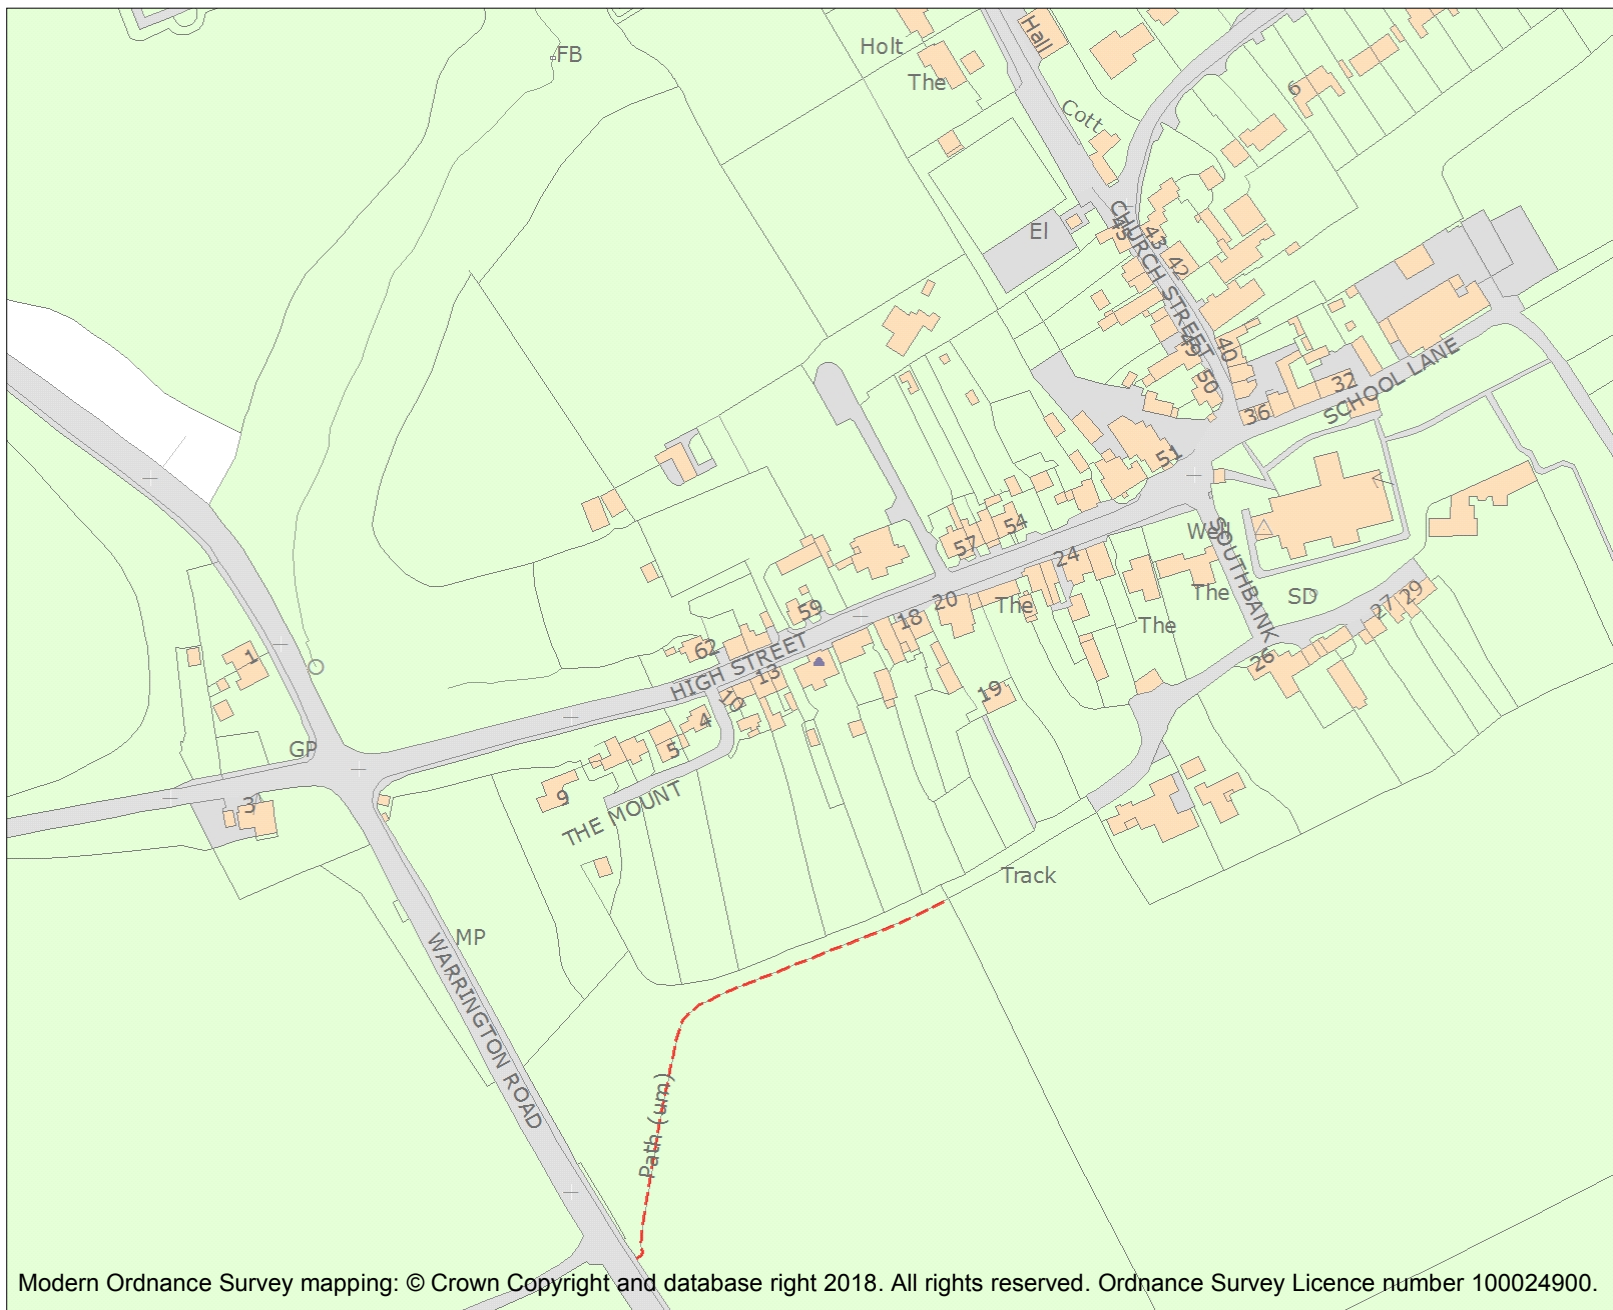 FB
Holt
The
Hall
Cott
6
El
CHURCH STREET
45
43
42
49
40
50
36
32
SCHOOL LANE
51
54
57
24
Well
SOUTHBANK
The
The
The
SD
27
29
26
20
18
59
62
HIGH STREET
13
10
4
5
9
THE MOUNT
19
1
GP
3
Track
MP
WARRINGTON ROAD
Path (um)
Modern Ordnance Survey mapping: © Crown Copyright and database right 2018. All rights reserved. Ordnance Survey Licence number 100024900.